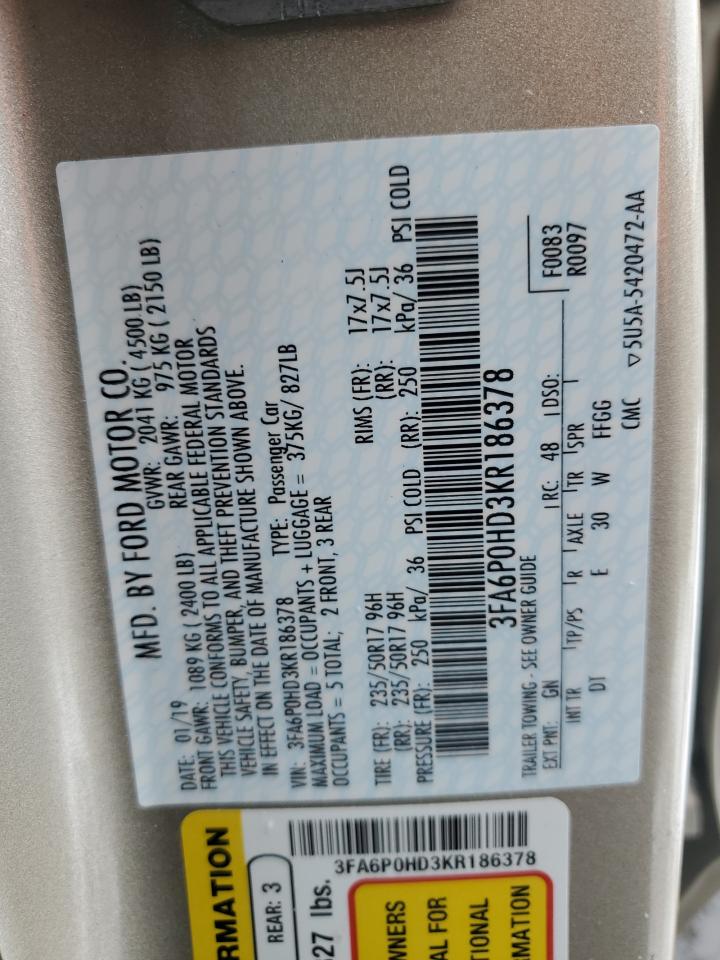 MFD. BY FORD MOTOR CO.
DATE: 01/19 GVWR: 2041 KG ( 4500 LB)
FRONT GAWR: 1089 KG ( 2400 LB) REAR GAWR: 975 KG ( 2150 LB)
THIS VEHICLE CONFORMS TO ALL APPLICABLE FEDERAL MOTOR
VEHICLE SAFETY, BUMPER, AND THEFT PREVENTION STANDARDS
IN EFFECT ON THE DATE OF MANUFACTURE SHOWN ABOVE.
VIN: 3FA6P0HD3KR186378 TYPE: Passenger Car
MAXIMUM LOAD = OCCUPANTS + LUGGAGE = 375KG/ 827LB
OCCUPANTS = 5 TOTAL; 2 FRONT, 3 REAR
TIRE (FR): 235/50R17 96H RIMS (FR): 17x7.5J
(RR): 235/50R17 96H (RR): 17x7.5J
PRESSURE (FR): 250 kPa/ 36 PSI COLD (RR): 250 kPa/ 36 PSI COLD
3FA6P0HD3KR186378
TRAILER TOWING - SEE OWNER GUIDE
F0083
EXT PNT: GN RC: 48 DSO: R0097
INT TR TP/PS R AXLE TR SPR
DT E 30 W FFGG
CMC ▽5U5A-5420472-AA
RMATION
REAR: 3
27 lbs.
3FA6P0HD3KR186378
WNERS
AL FOR
TIONAL
MATION